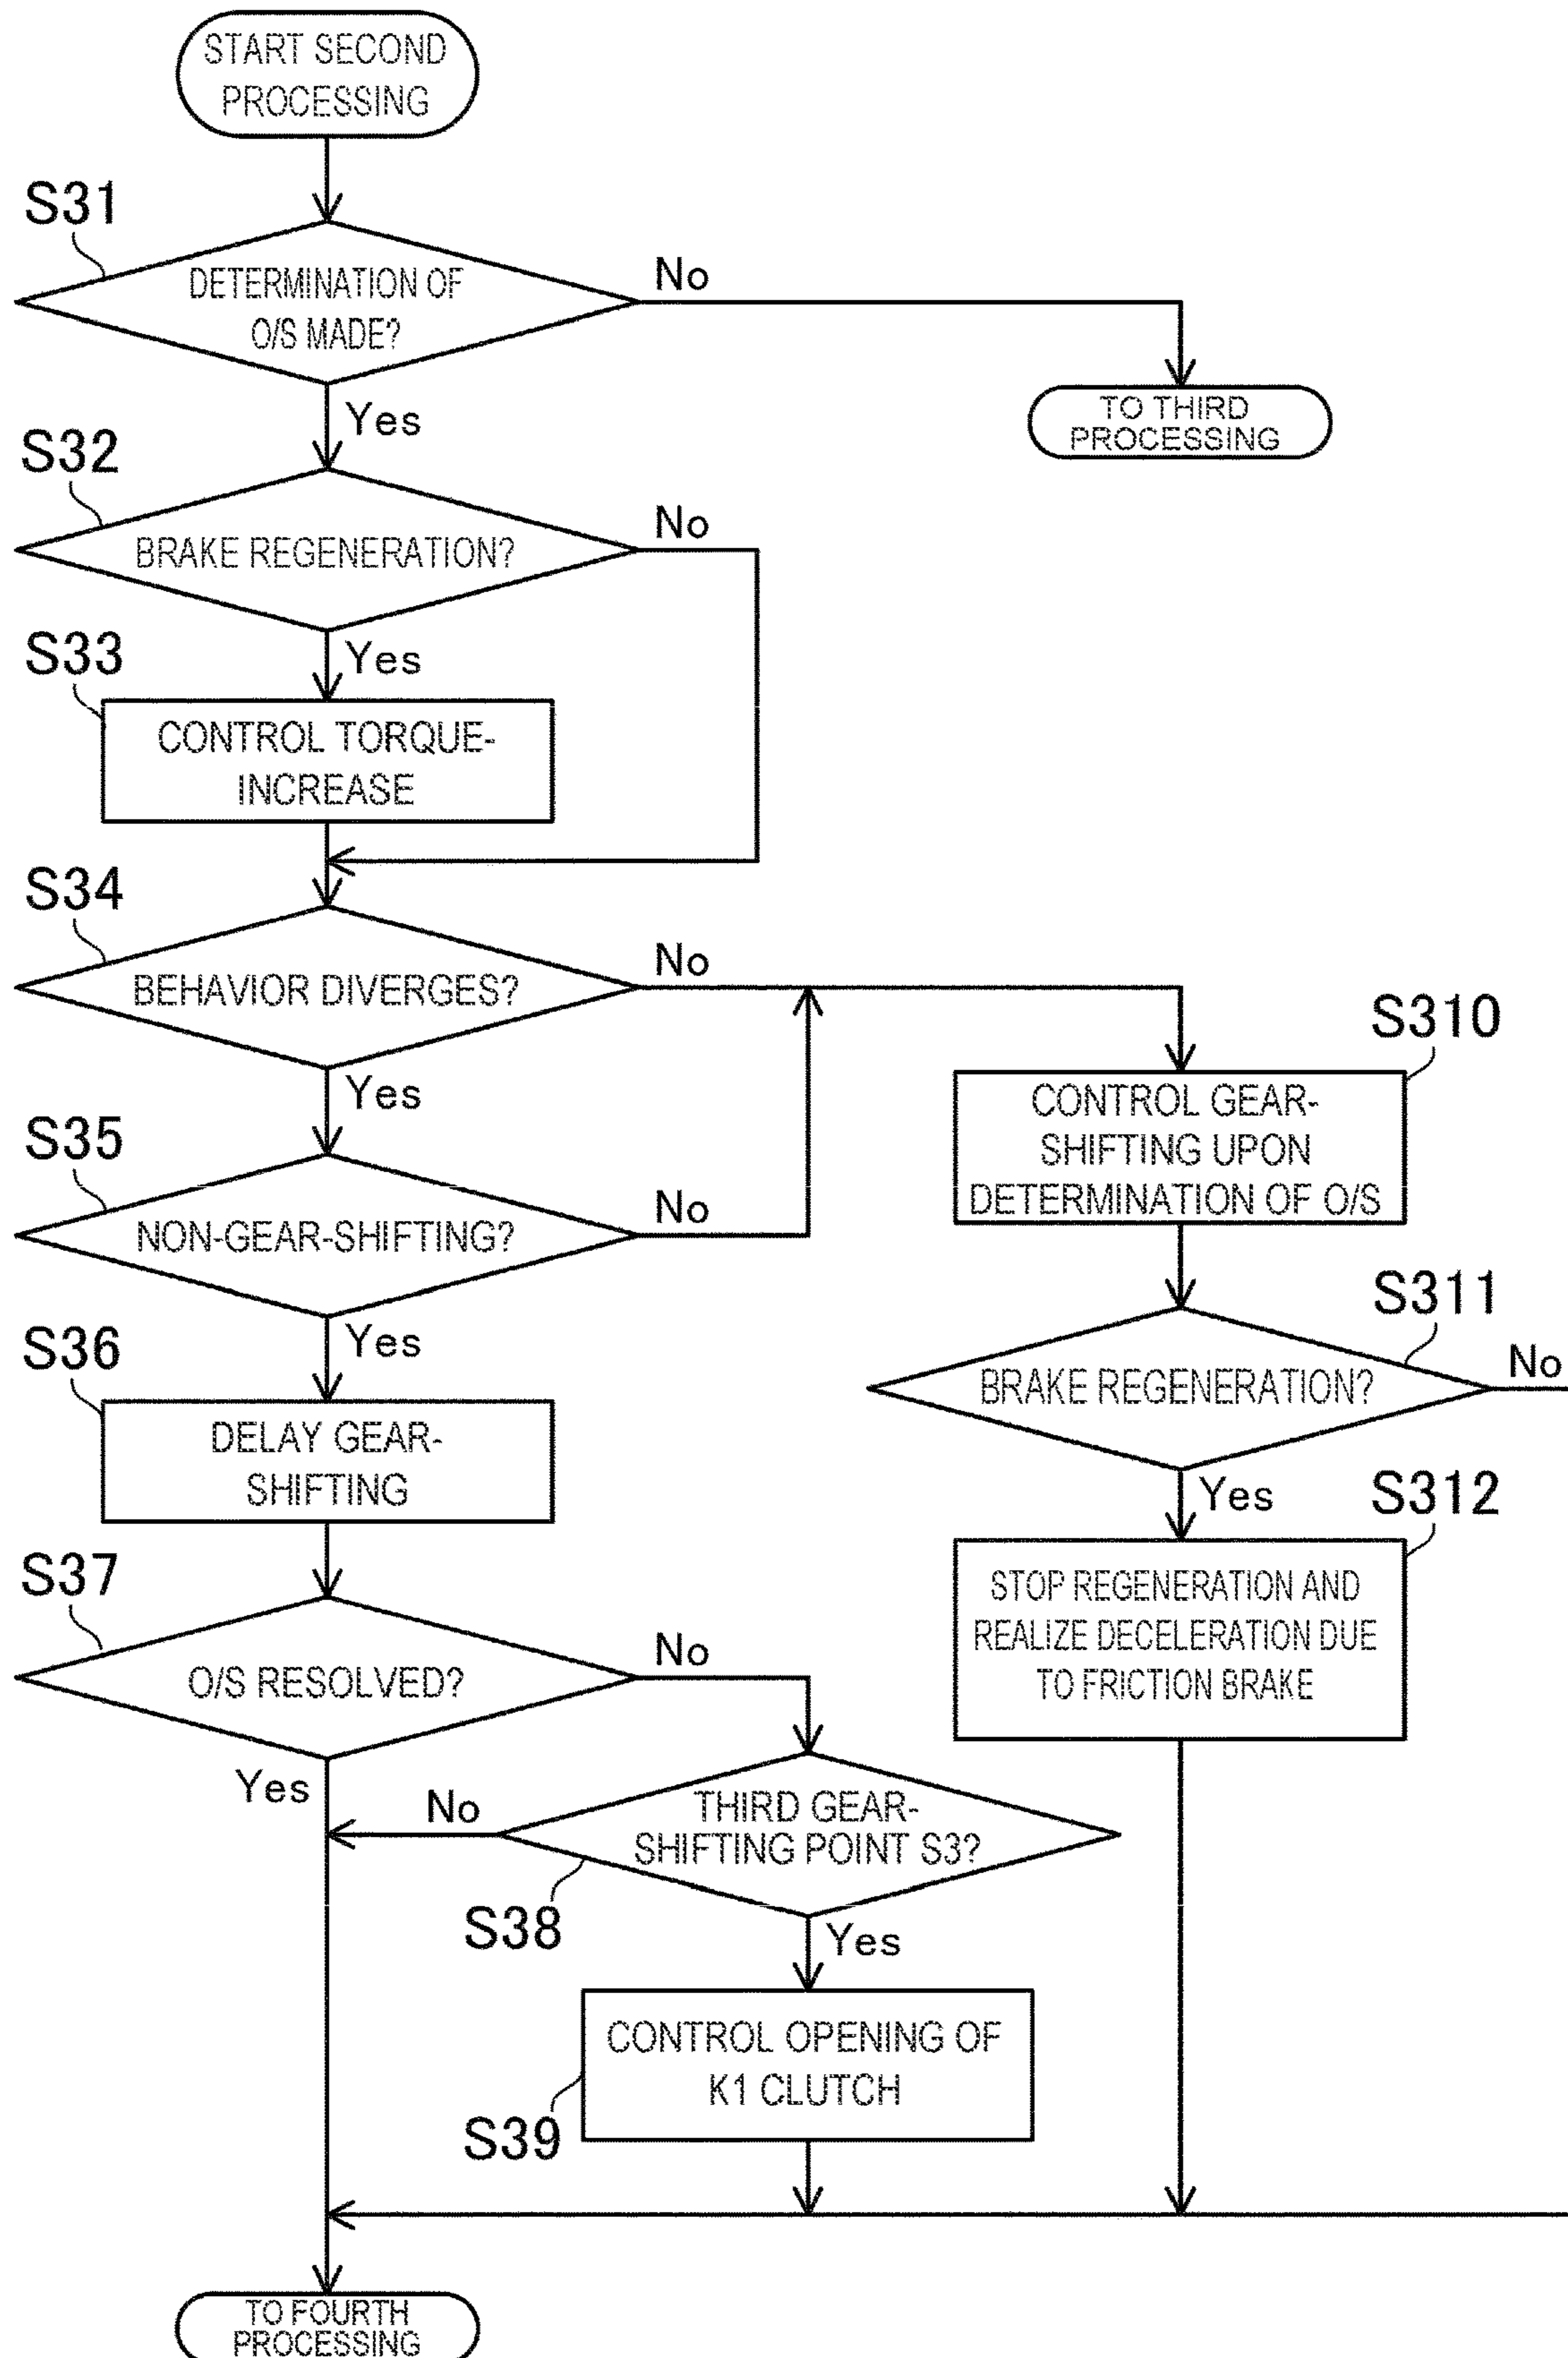 START SECOND
PROCESSING
S31
DETERMINATION OF
O/S MADE?
No
TO THIRD
PROCESSING
Yes
S32
BRAKE REGENERATION?
No
Yes
S33
CONTROL TORQUE-
INCREASE
S34
BEHAVIOR DIVERGES?
No
Yes
S35
NON-GEAR-SHIFTING?
No
Yes
S36
DELAY GEAR-
SHIFTING
S37
O/S RESOLVED?
No
Yes
THIRD GEAR-
SHIFTING POINT S3?
No
S38
Yes
CONTROL OPENING OF
K1 CLUTCH
S39
S310
CONTROL GEAR-
SHIFTING UPON
DETERMINATION OF O/S
S311
BRAKE REGENERATION?
No
Yes
S312
STOP REGENERATION AND
REALIZE DECELERATION DUE
TO FRICTION BRAKE
TO FOURTH
PROCESSING